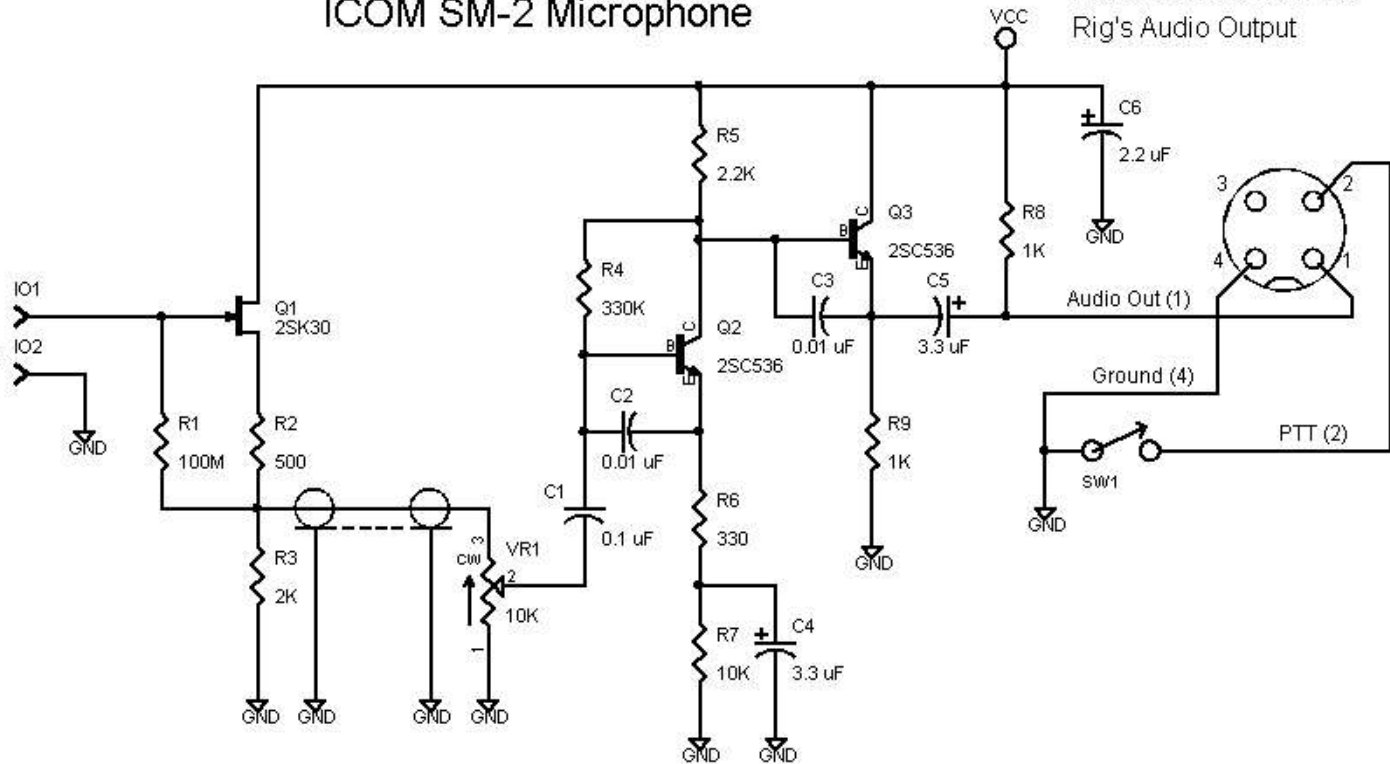 ICOM SM-2 Microphone
VCC
Rig's Audio Output
C6
2.2 uF
GND
R5
2.2K
Q3
2SC536
B
C
E
R8
1K
3
2
4
1
R4
330K
C3
0.01 uF
C5
3.3 uF
Audio Out (1)
IO1
IO2
GND
Q1
2SK30
Q2
2SC536
B
C
E
Ground (4)
PTT (2)
SW1
GND
R1
100M
R2
500
C2
0.01 uF
R9
1K
GND
C1
0.1 uF
R6
330
R3
2K
CW
3
VR1
2
10K
1
R7
10K
C4
3.3 uF
GND
GND
GND
GND
GND
GND